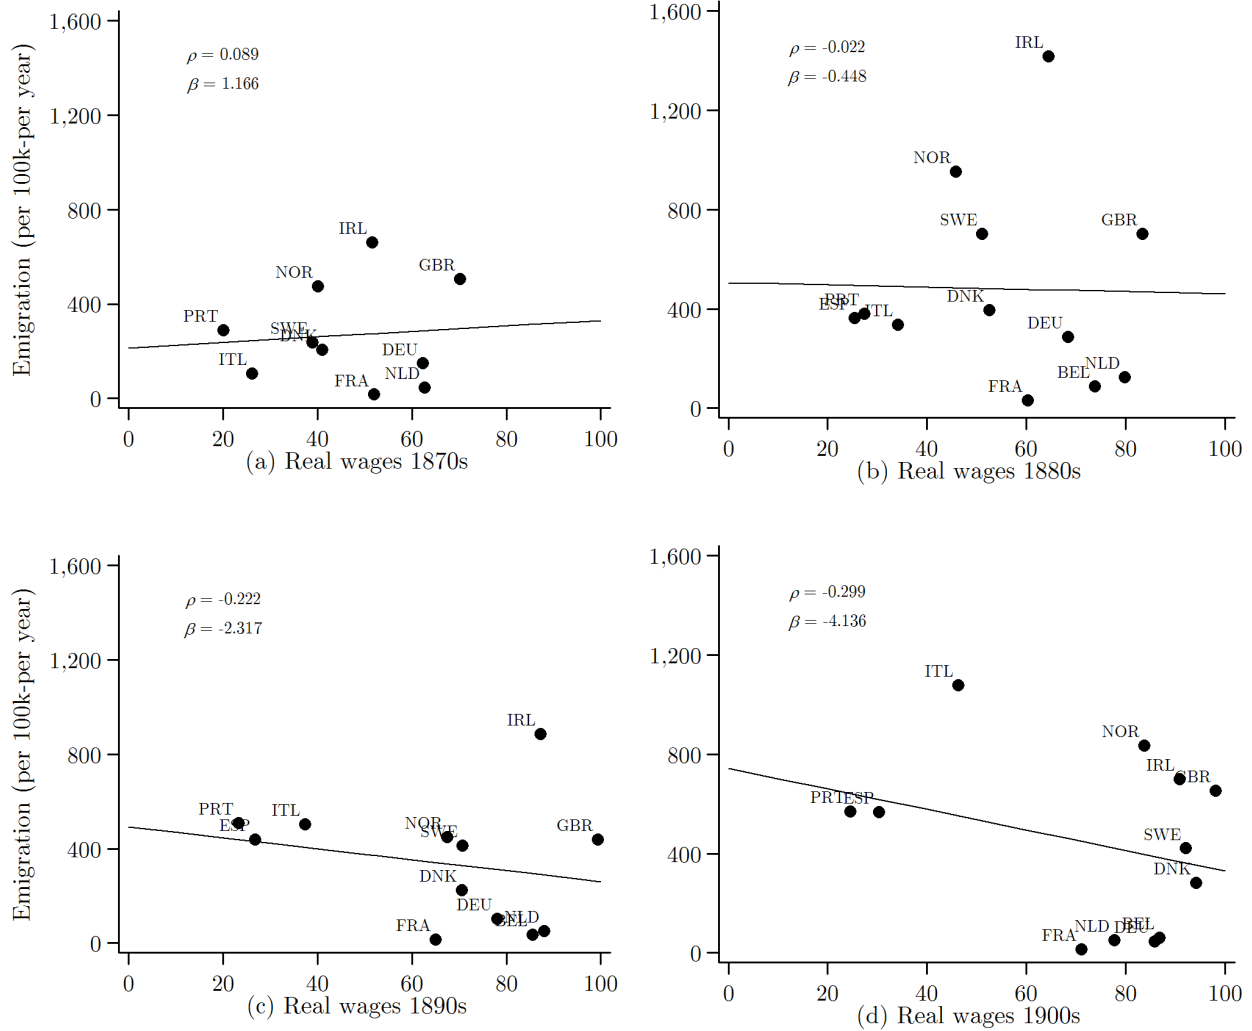 Emigration (per 100k-per year)
1,600
1,200
800
400
0
ρ = 0.089
β = 1.166
IRL
GBR
NOR
PRT
SWE
DNK
ITL
DEU
NLD
FRA
0 20 40 60 80 100
(a) Real wages 1870s
1,600
1,200
800
400
0
ρ = -0.022
β = -0.448
IRL
NOR
SWE
GBR
PRT
ESP
ITL
DNK
DEU
NLD
BEL
FRA
0 20 40 60 80 100
(b) Real wages 1880s
Emigration (per 100k-per year)
1,600
1,200
800
400
0
ρ = -0.222
β = -2.317
IRL
PRT
ITL
ESP
NOR
SWE
GBR
DNK
DEU
NLD
BEL
FRA
0 20 40 60 80 100
(c) Real wages 1890s
1,600
1,200
800
400
0
ρ = -0.299
β = -4.136
ITL
NOR
IRL
GBR
PRT
ESP
SWE
DNK
BEL
DEU
NLD
FRA
0 20 40 60 80 100
(d) Real wages 1900s